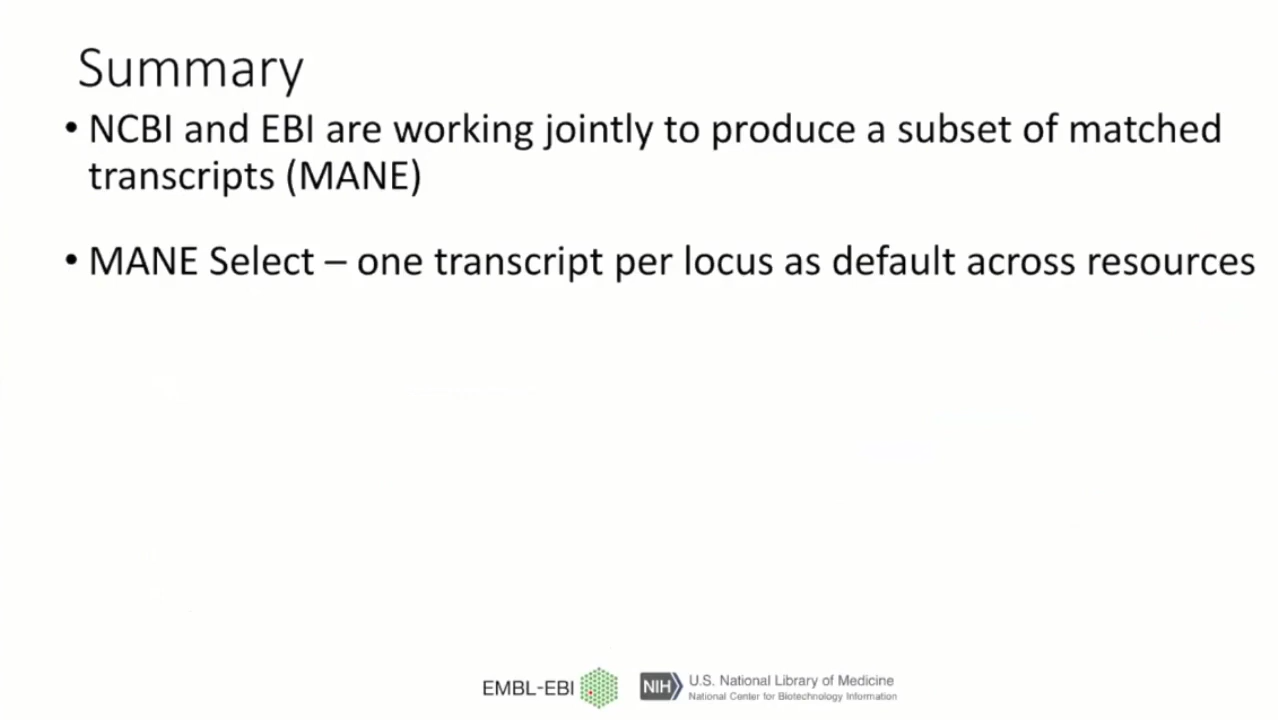 Summary
• NCBI and EBI are working jointly to produce a subset of matched
transcripts (MANE)
• MANE Select – one transcript per locus as default across resources
EMBL-EBI
NIH
U.S. National Library of Medicine
National Center for Biotechnology Information